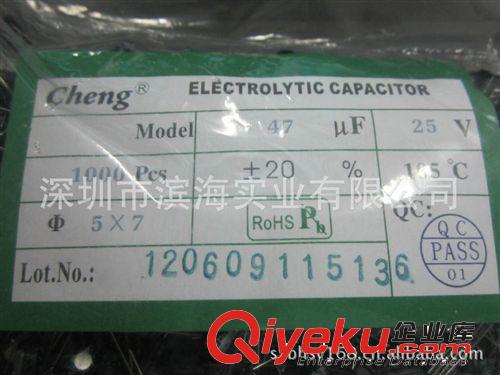 Cheng® ELECTROLYTIC CAPACITOR
Model 47 µF 25 V
1000 Pcs ±20 % 105°C
深圳市滨海实业有限公司
Φ 5×7 RoHS Pb QC:
QC PASS 01
Lot.No.: 120609115136
Qiyeku.com 企业库
Enterprise Directory